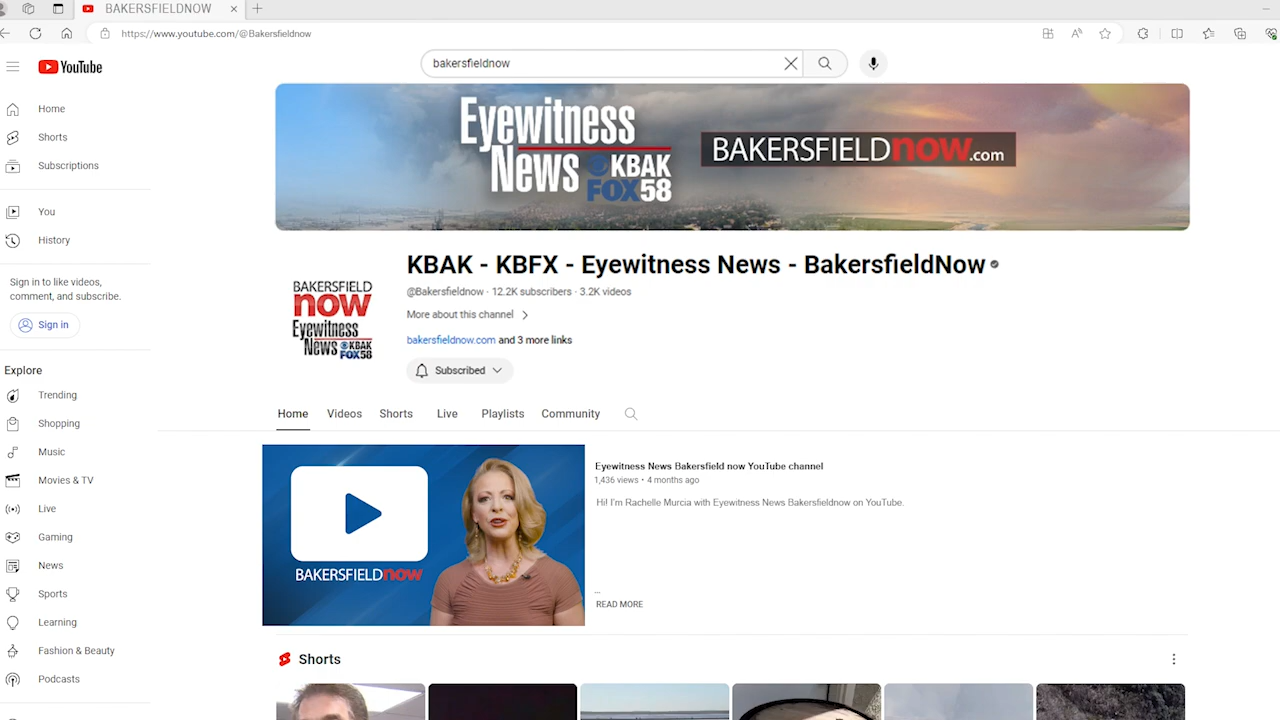 BAKERSFIELDNOW
https://www.youtube.com/@Bakersfieldnow
YouTube
bakersfieldnow
Home
Shorts
Subscriptions
You
History
Sign in to like videos,
comment, and subscribe.
Sign in
Explore
Trending
Shopping
Music
Movies & TV
Live
Gaming
News
Sports
Learning
Fashion & Beauty
Podcasts
Eyewitness
News KBAK
FOX58
BAKERSFIELDnow.com
BAKERSFIELD
now
Eyewitness
News KBAK
FOX58
KBAK - KBFX - Eyewitness News - BakersfieldNow
@Bakersfieldnow · 12.2K subscribers · 3.2K videos
More about this channel
bakersfieldnow.com and 3 more links
Subscribed
Home Videos Shorts Live Playlists Community
BAKERSFIELDnow
Eyewitness News Bakersfield now YouTube channel
1,436 views • 4 months ago
Hi! I'm Rachelle Murcia with Eyewitness News Bakersfieldnow on YouTube.
...
READ MORE
Shorts